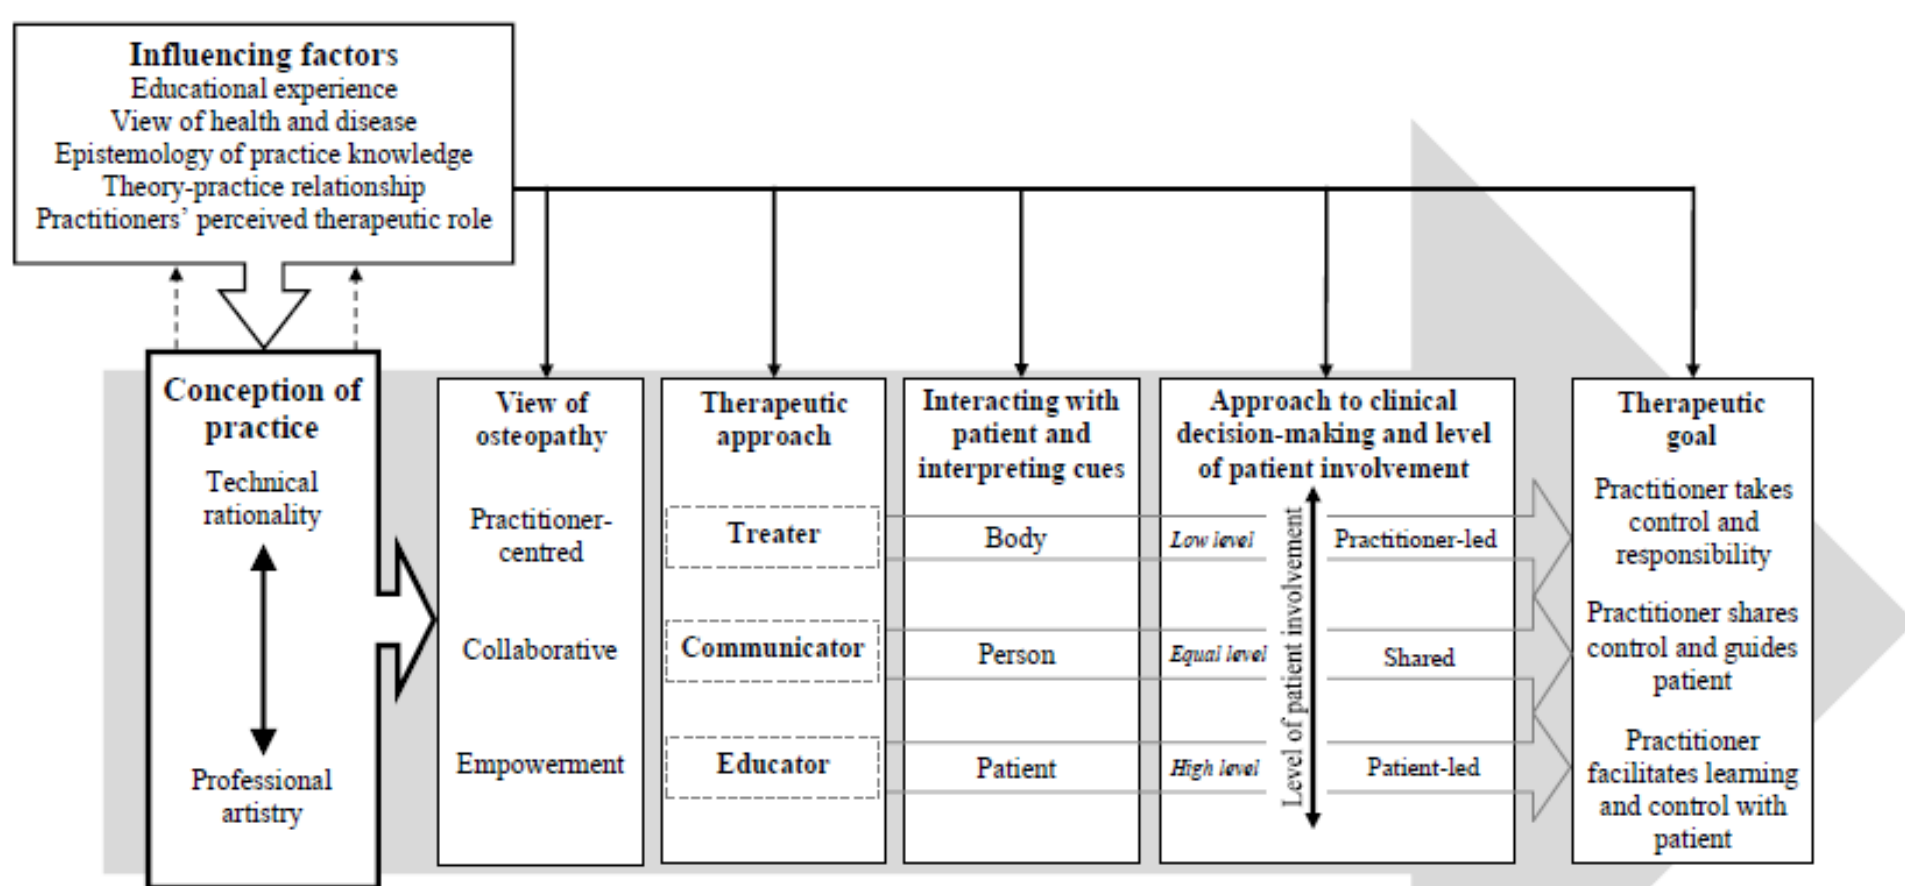 Influencing factors
Educational experience
View of health and disease
Epistemology of practice knowledge
Theory-practice relationship
Practitioners’ perceived therapeutic role
Conception of
practice
Technical
rationality
Professional
artistry
View of
osteopathy
Practitioner-
centred
Collaborative
Empowerment
Therapeutic
approach
Treater
Communicator
Educator
Interacting with
patient and
interpreting cues
Body
Person
Patient
Approach to clinical
decision-making and level
of patient involvement
Low level
Equal level
High level
Level of patient involvement
Practitioner-led
Shared
Patient-led
Therapeutic
goal
Practitioner takes
control and
responsibility
Practitioner shares
control and guides
patient
Practitioner
facilitates learning
and control with
patient